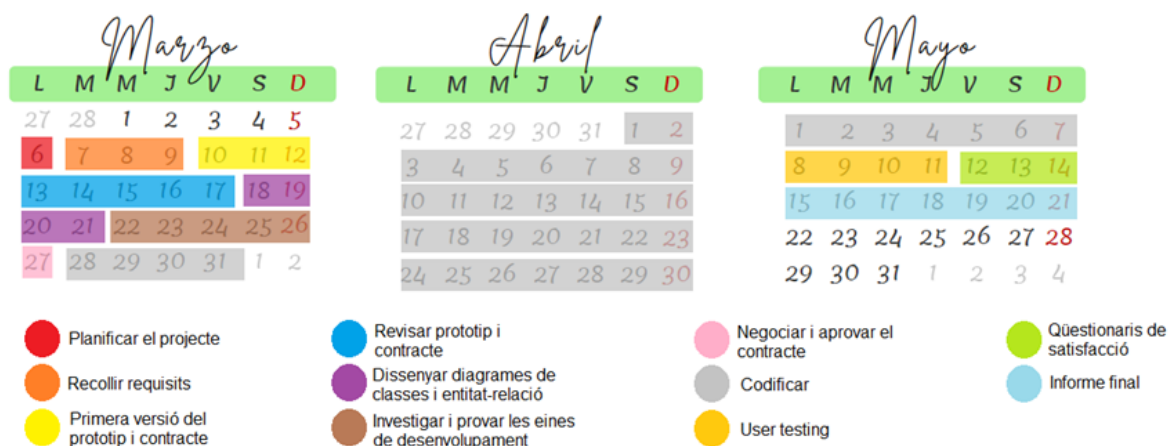 Marzo
L M M J V S D
27 28 1 2 3 4 5
6 7 8 9 10 11 12
13 14 15 16 17 18 19
20 21 22 23 24 25 26
27 28 29 30 31 1 2
Abril
L M M J V S D
27 28 29 30 31 1 2
3 4 5 6 7 8 9
10 11 12 13 14 15 16
17 18 19 20 21 22 23
24 25 26 27 28 29 30
Mayo
L M M J V S D
1 2 3 4 5 6 7
8 9 10 11 12 13 14
15 16 17 18 19 20 21
22 23 24 25 26 27 28
29 30 31 1 2 3 4
Planificar el projecte
Recollir requisits
Primera versió del
prototip i contracte
Revisar prototip i
contracte
Dissenyar diagrames de
classes i entitat-relació
Investigar i provar les eines
de desenvolupament
Negociar i aprovar el
contracte
Codificar
User testing
Qüestionaris de
satisfacció
Informe final